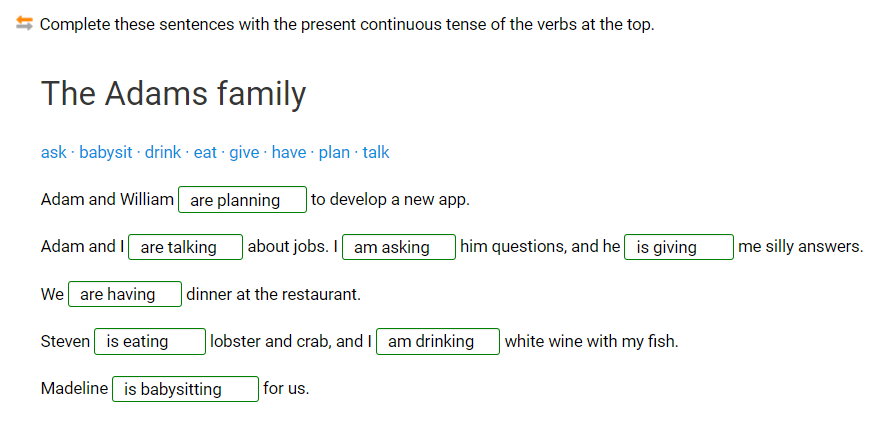 Complete these sentences with the present continuous tense of the verbs at the top.
The Adams family
ask · babysit · drink · eat · give · have · plan · talk
Adam and William are planning to develop a new app.
Adam and I are talking about jobs. I am asking him questions, and he is giving me silly answers.
We are having dinner at the restaurant.
Steven is eating lobster and crab, and I am drinking white wine with my fish.
Madeline is babysitting for us.